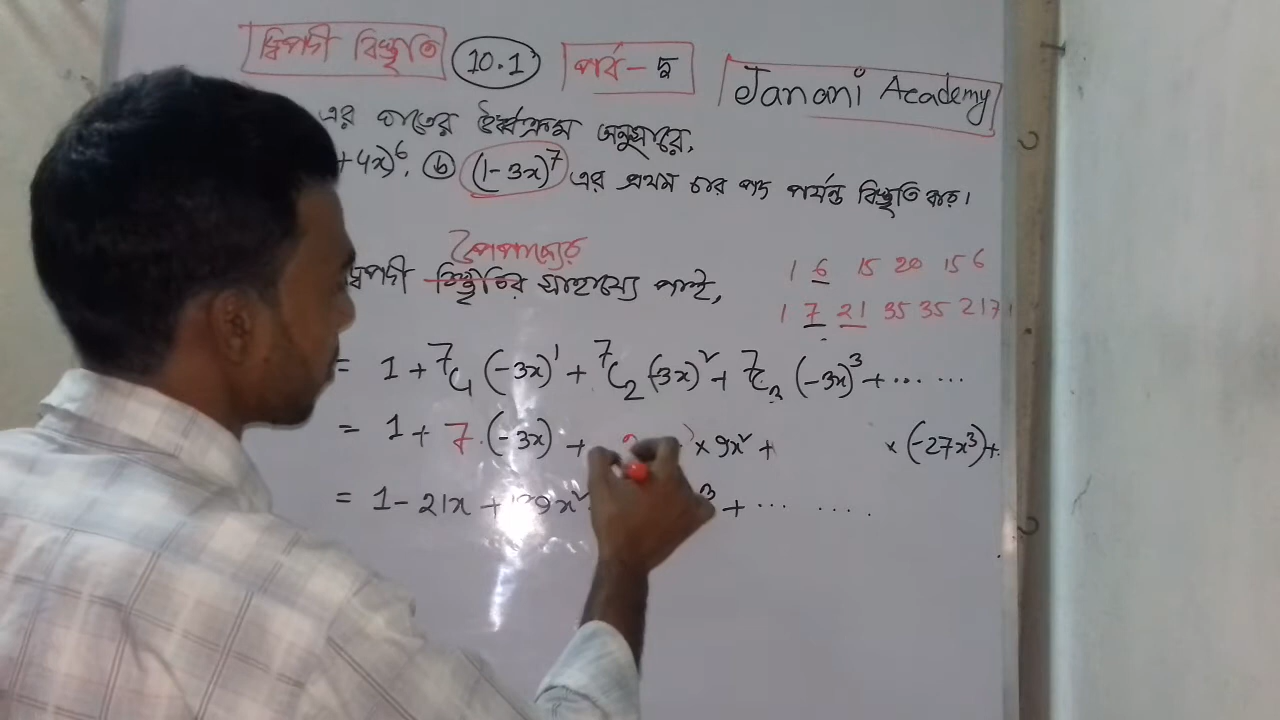 দ্বিপদী বিস্তৃতি 10.1 পর্ব-দুই Janani Academy
এর ঘাতের ঊর্ধ্বক্রম অনুসারে,
+4x)⁶, ⓑ (1-3x)⁷ এর প্রথম চার পদ পর্যন্ত বিস্তৃতি কর।
উপপাদ্যের
দ্বিপদী বিস্তৃতির সাহায্যে পাই,
1 6 15 20 15 6
1 7 21 35 35 21 7 1
= 1 + ⁷C₁ (-3x)¹ + ⁷C₂ (-3x)² + ⁷C₃ (-3x)³ + ... ...
= 1 + 7. (-3x) + × 9x² + × (-27x³) +
= 1 - 21x + 9x² ³ + ... ....